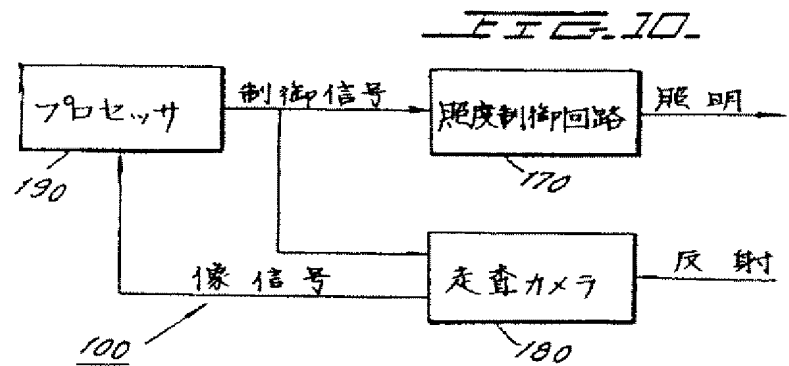 FIG. 10.
プロセッサ
190
制御信号
照度制御回路
170
照明
像信号
走査カメラ
180
反射
100